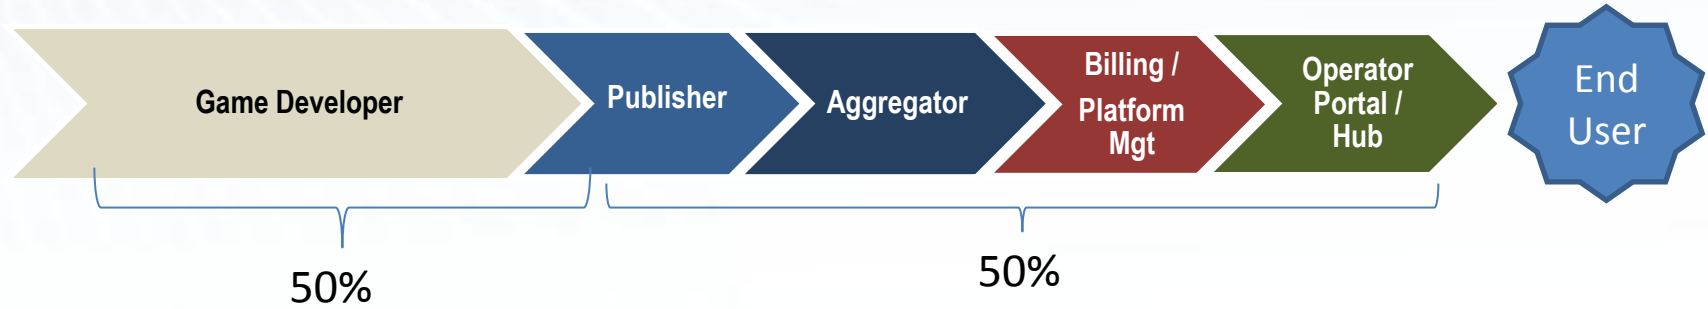 Game Developer
Publisher
Aggregator
Billing /
Platform
Mgt
Operator
Portal /
Hub
End
User
50%
50%